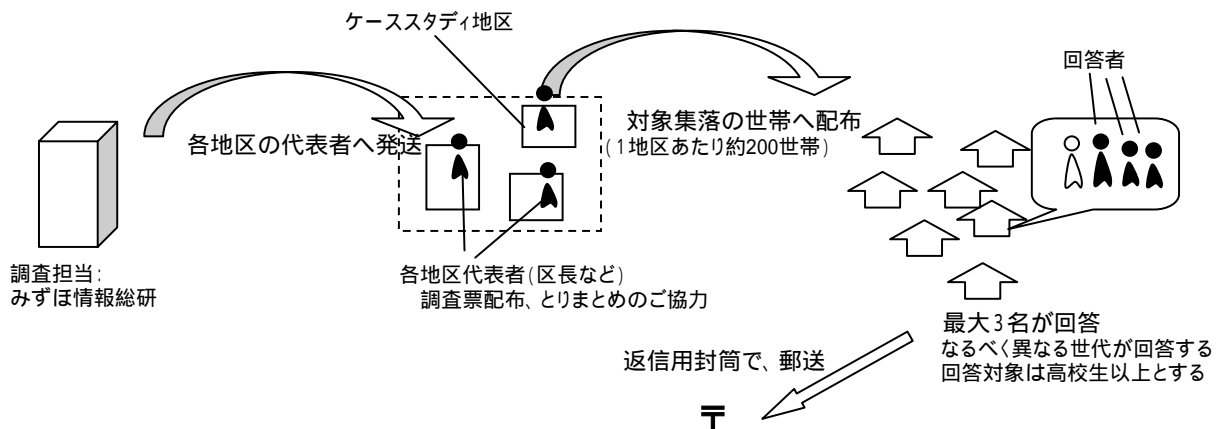 ケーススタディ地区
回答者
各地区の代表者へ発送
対象集落の世帯へ配布
(1地区あたり約200世帯)
調査担当:
みずほ情報総研
各地区代表者(区長など)
調査票配布、とりまとめのご協力
最大3名が回答
なるべく異なる世代が回答する
回答対象は高校生以上とする
返信用封筒で、郵送
〒